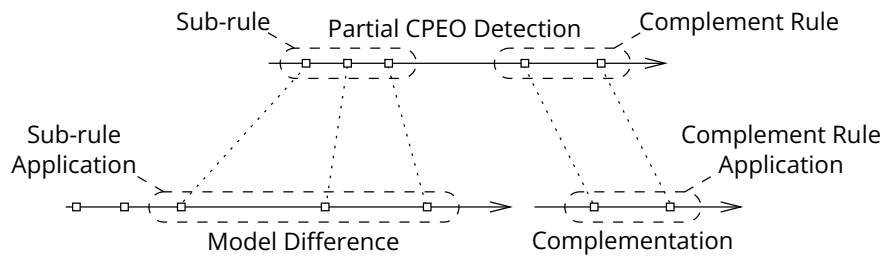 Sub-rule
Partial CPEO Detection
Complement Rule
Sub-rule
Application
Complement Rule
Application
Model Difference
Complementation